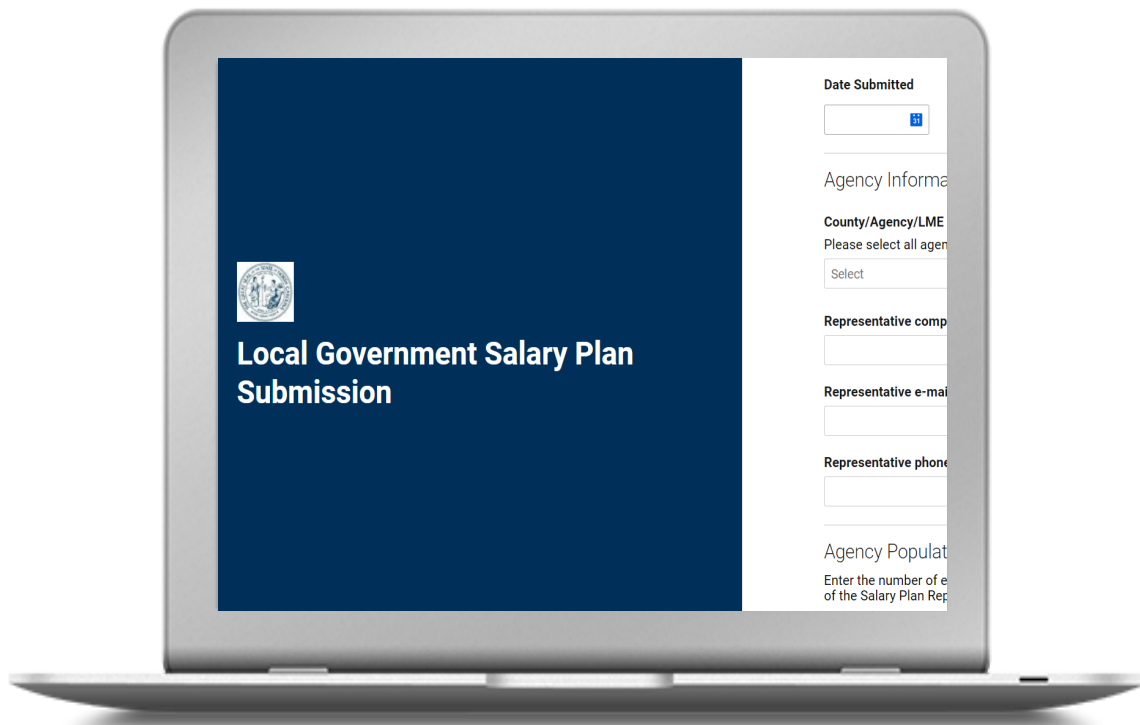 Local Government Salary Plan
Submission
Date Submitted
31
Agency Informa
County/Agency/LME
Please select all agen
Select
Representative comp
Representative e-mai
Representative phone
Agency Populat
Enter the number of e
of the Salary Plan Rep